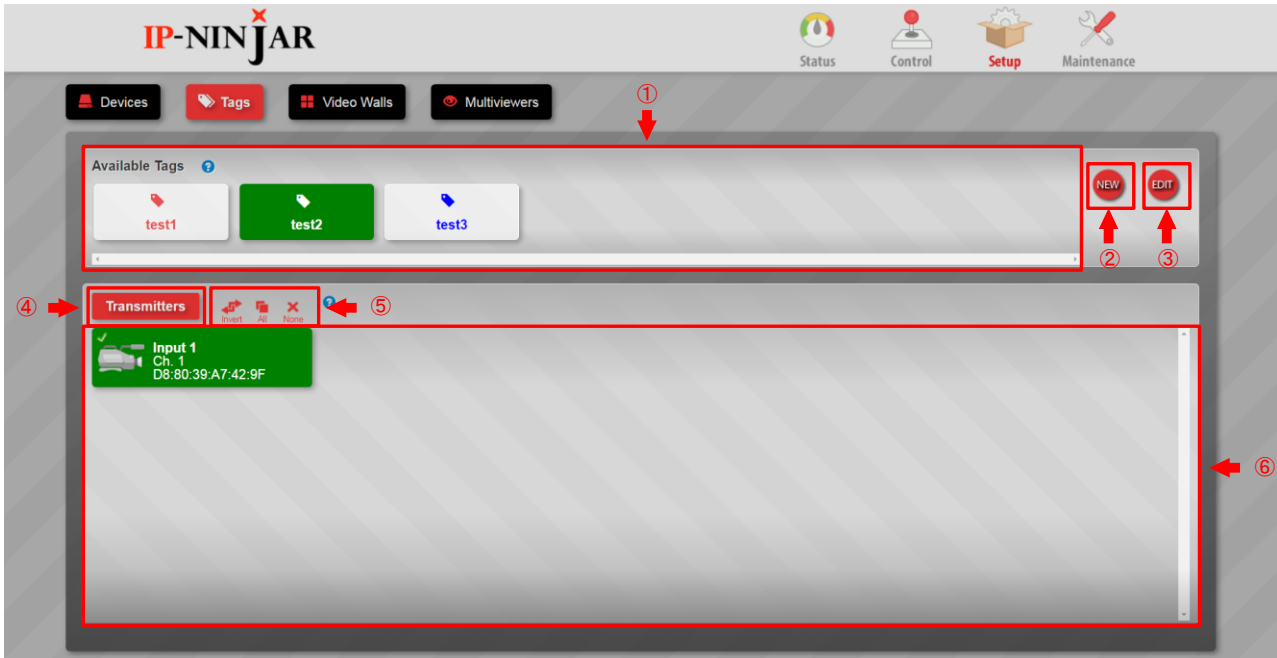 IP-NINJAR
Status
Control
Setup
Maintenance
Devices
Tags
Video Walls
Multiviewers
①
Available Tags ?
test1
test2
test3
NEW
EDIT
②
③
④
Transmitters
Invert
All
None
?
⑤
Input 1
Ch. 1
D8:80:39:A7:42:9F
⑥